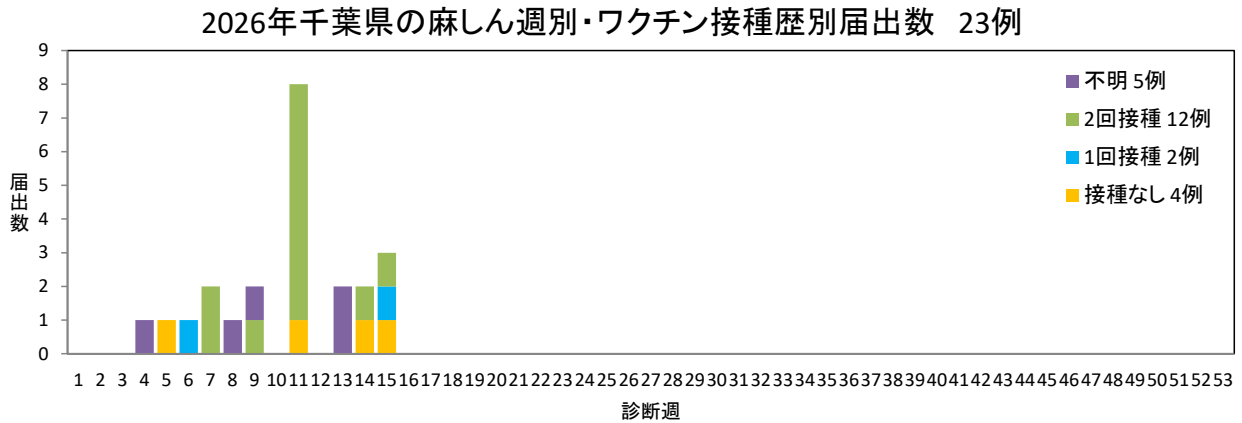 2026年千葉県の麻しん週別・ワクチン接種歴別届出数 23例
9
8
7
6
5
4
3
2
1
0
届出数
不明 5例
2回接種 12例
1回接種 2例
接種なし 4例
1 2 3 4 5 6 7 8 9 10 11 12 13 14 15 16 17 18 19 20 21 22 23 24 25 26 27 28 29 30 31 32 33 34 35 36 37 38 39 40 41 42 43 44 45 46 47 48 49 50 51 52 53
診断週